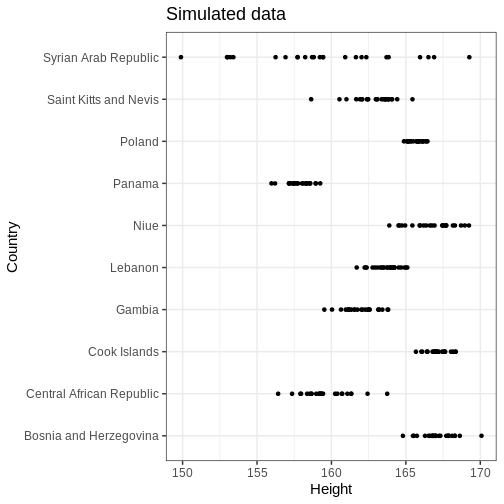 Simulated data
Country
Syrian Arab Republic
Saint Kitts and Nevis
Poland
Panama
Niue
Lebanon
Gambia
Cook Islands
Central African Republic
Bosnia and Herzegovina
150 155 160 165 170
Height